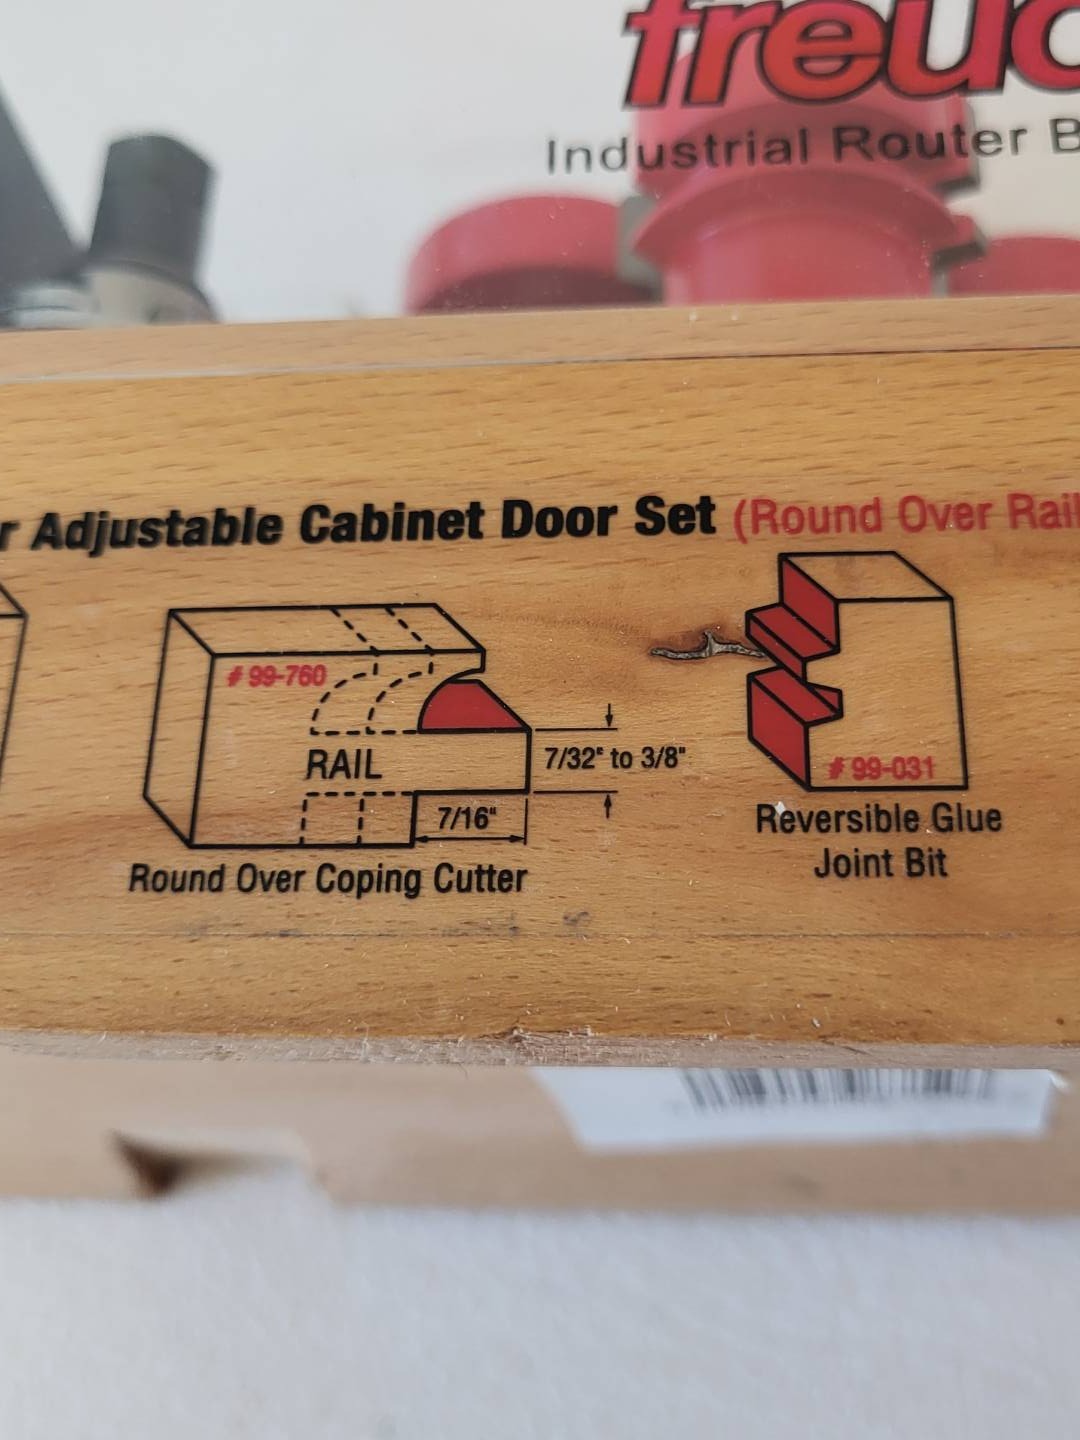 freud
Industrial Router B
r Adjustable Cabinet Door Set (Round Over Rail
# 99-760
RAIL
7/32" to 3/8"
7/16"
Round Over Coping Cutter
# 99-031
Reversible Glue
Joint Bit